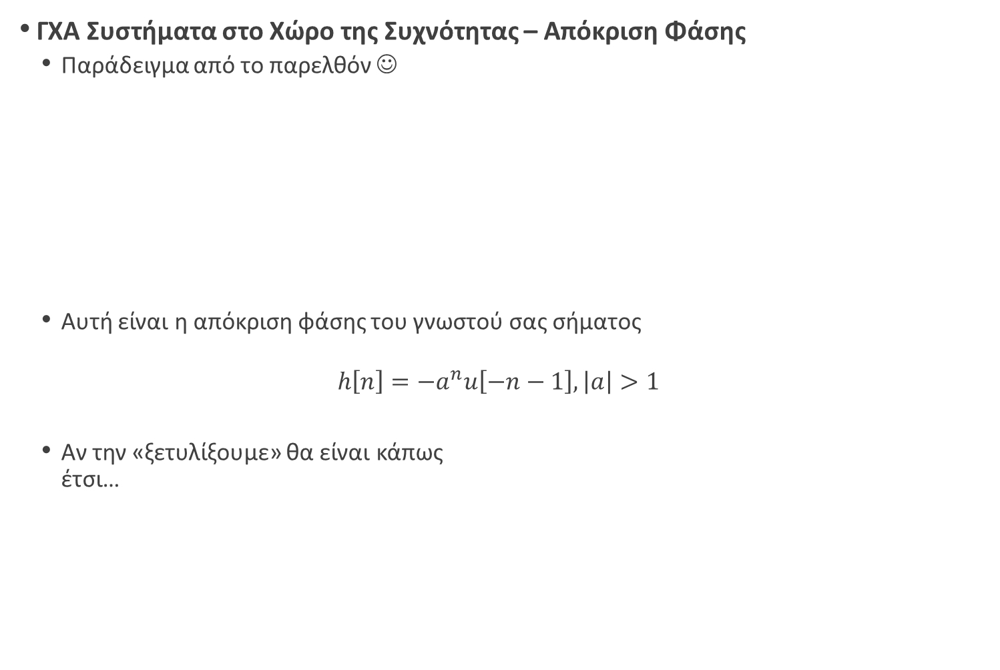 • ΓΧΑ Συστήματα στο Χώρο της Συχνότητας – Απόκριση Φάσης
• Παράδειγμα από το παρελθόν ☺
• Αυτή είναι η απόκριση φάσης του γνωστού σας σήματος
h[n] = −aⁿu[−n − 1], |a| > 1
• Αν την «ξετυλίξουμε» θα είναι κάπως
έτσι…